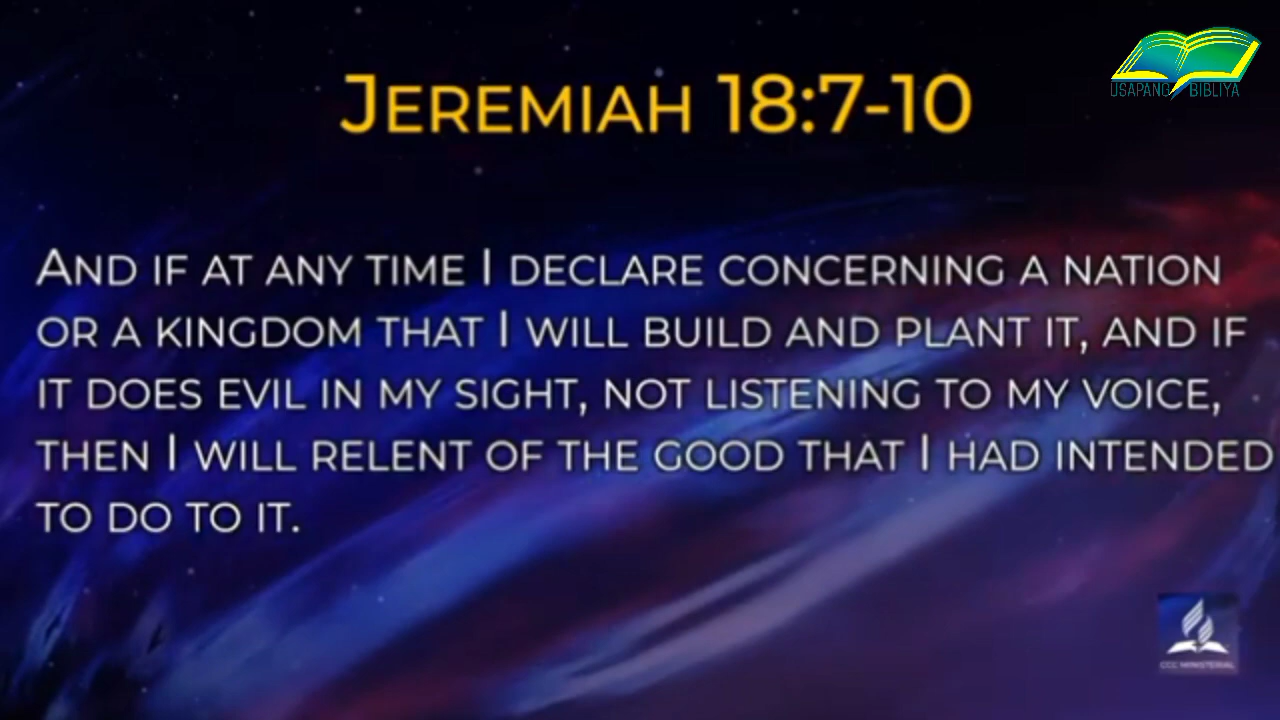 USAPANG BIBLIYA
JEREMIAH 18:7-10
AND IF AT ANY TIME I DECLARE CONCERNING A NATION
OR A KINGDOM THAT I WILL BUILD AND PLANT IT, AND IF
IT DOES EVIL IN MY SIGHT, NOT LISTENING TO MY VOICE,
THEN I WILL RELENT OF THE GOOD THAT I HAD INTENDED
TO DO TO IT.
CCC MINISTERIAL